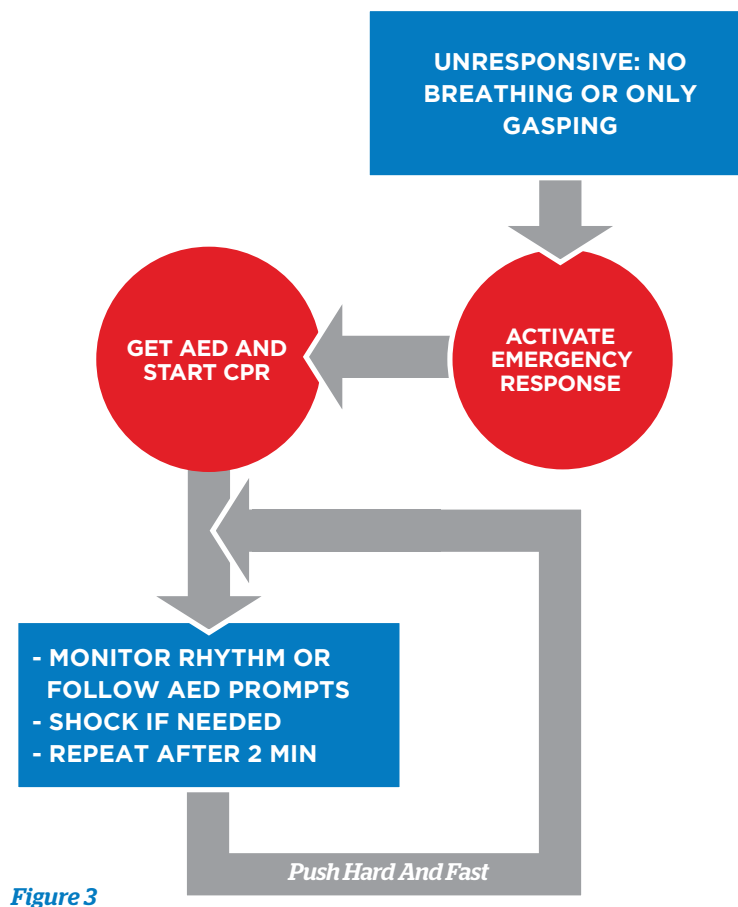 UNRESPONSIVE: NO
BREATHING OR ONLY
GASPING
ACTIVATE
EMERGENCY
RESPONSE
GET AED AND
START CPR
- MONITOR RHYTHM OR
FOLLOW AED PROMPTS
- SHOCK IF NEEDED
- REPEAT AFTER 2 MIN
Push Hard And Fast
Figure 3